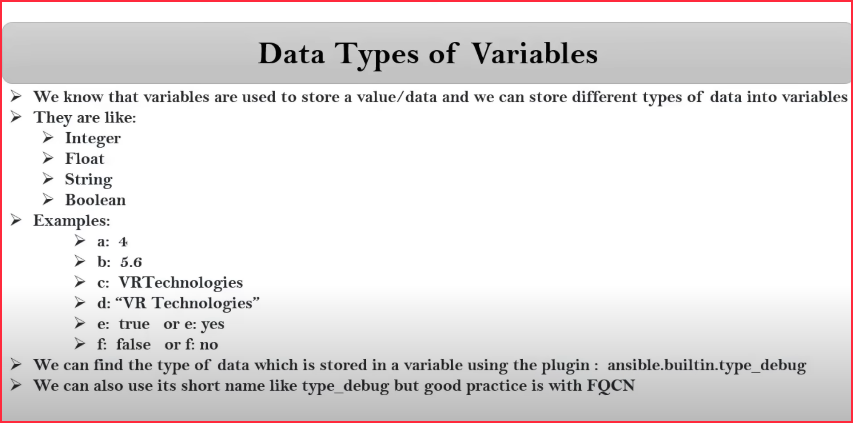 Data Types of Variables
➢ We know that variables are used to store a value/data and we can store different types of data into variables
➢ They are like:
➢ Integer
➢ Float
➢ String
➢ Boolean
➢ Examples:
➢ a: 4
➢ b: 5.6
➢ c: VRTechnologies
➢ d: “VR Technologies”
➢ e: true or e: yes
➢ f: false or f: no
➢ We can find the type of data which is stored in a variable using the plugin : ansible.builtin.type_debug
➢ We can also use its short name like type_debug but good practice is with FQCN